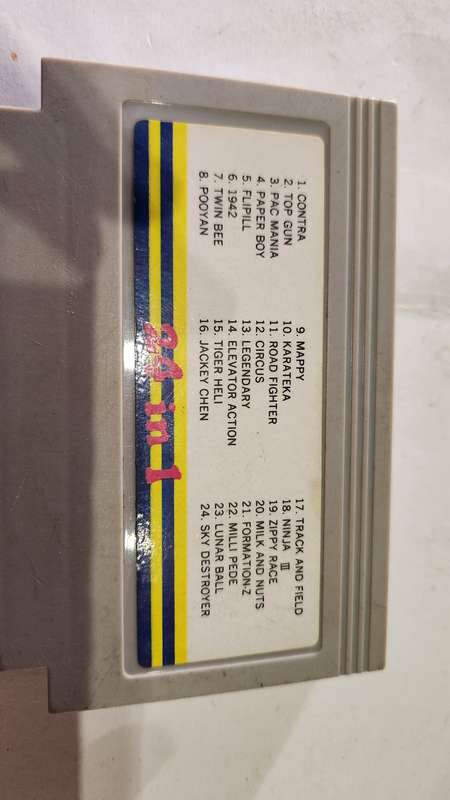 1. CONTRA
2. TOP GUN
3. PAC MANIA
4. PAPER BOY
5. FLIPILL
6. 1942
7. TWIN BEE
8. POOYAN
9. MAPPY
10. KARATEKA
11. ROAD FIGHTER
12. CIRCUS
13. LEGENDARY
14. ELEVATOR ACTION
15. TIGER HELI
16. JACKEY CHEN
17. TRACK AND FIELD
18. NINJA III
19. ZIPPY RACE
20. MILK AND NUTS
21. FORMATION-Z
22. MILLI PEDE
23. LUNAR BALL
24. SKY DESTROYER
24 in 1